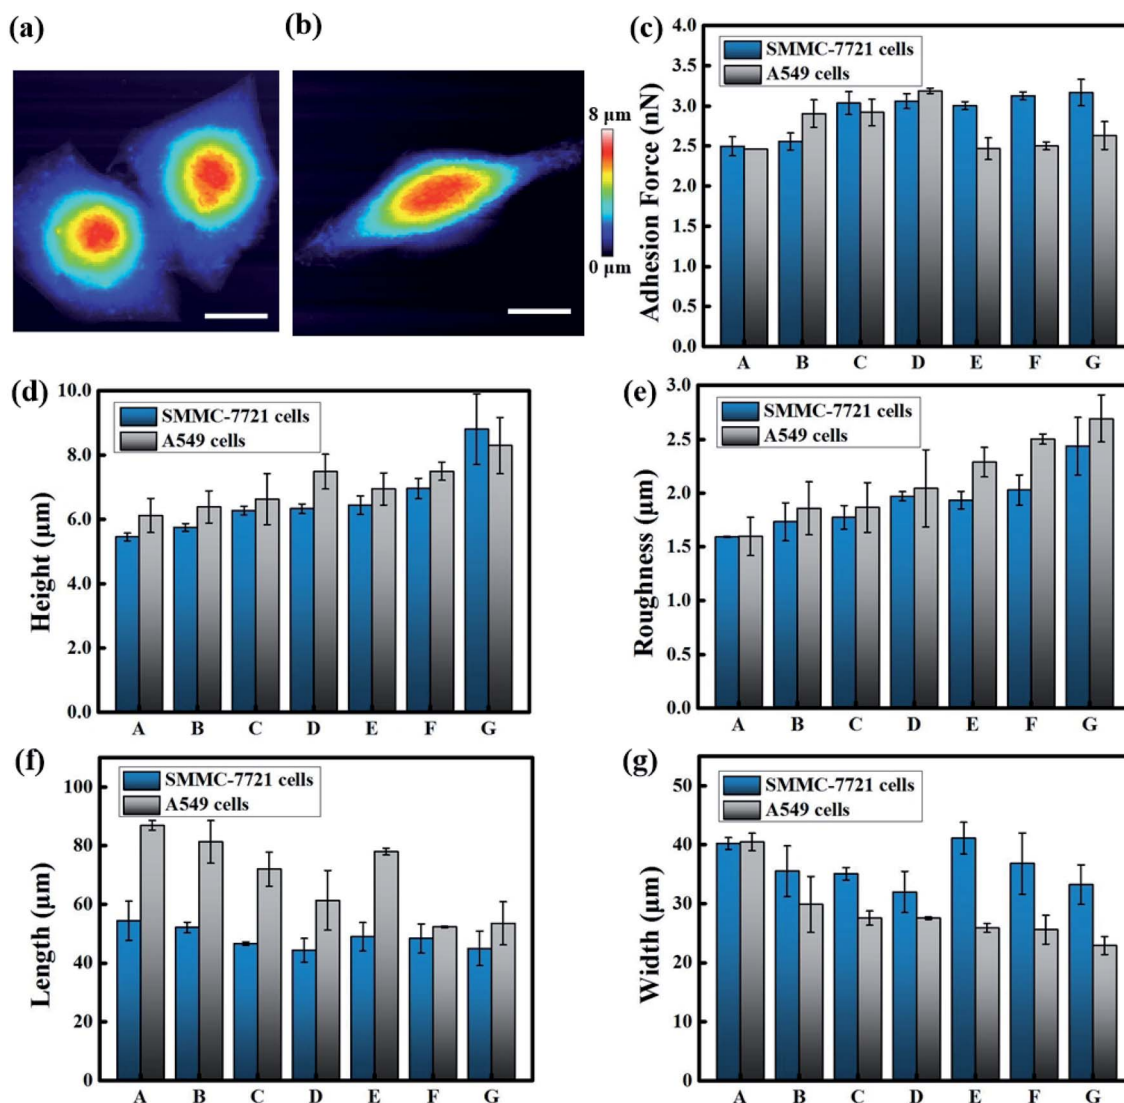 (a)
(b)
8 µm
0 µm
(c)
SMMC-7721 cells
A549 cells
Adhesion Force (nN)
4.0
3.5
3.0
2.5
2.0
1.5
1.0
0.5
0.0
A B C D E F G
(d)
SMMC-7721 cells
A549 cells
Height (µm)
10.0
8.0
6.0
4.0
2.0
0.0
A B C D E F G
(e)
SMMC-7721 cells
A549 cells
Roughness (µm)
3.0
2.5
2.0
1.5
1.0
0.5
0.0
A B C D E F G
(f)
SMMC-7721 cells
A549 cells
Length (µm)
100
80
60
40
20
0
A B C D E F G
(g)
SMMC-7721 cells
A549 cells
Width (µm)
50
40
30
20
10
0
A B C D E F G